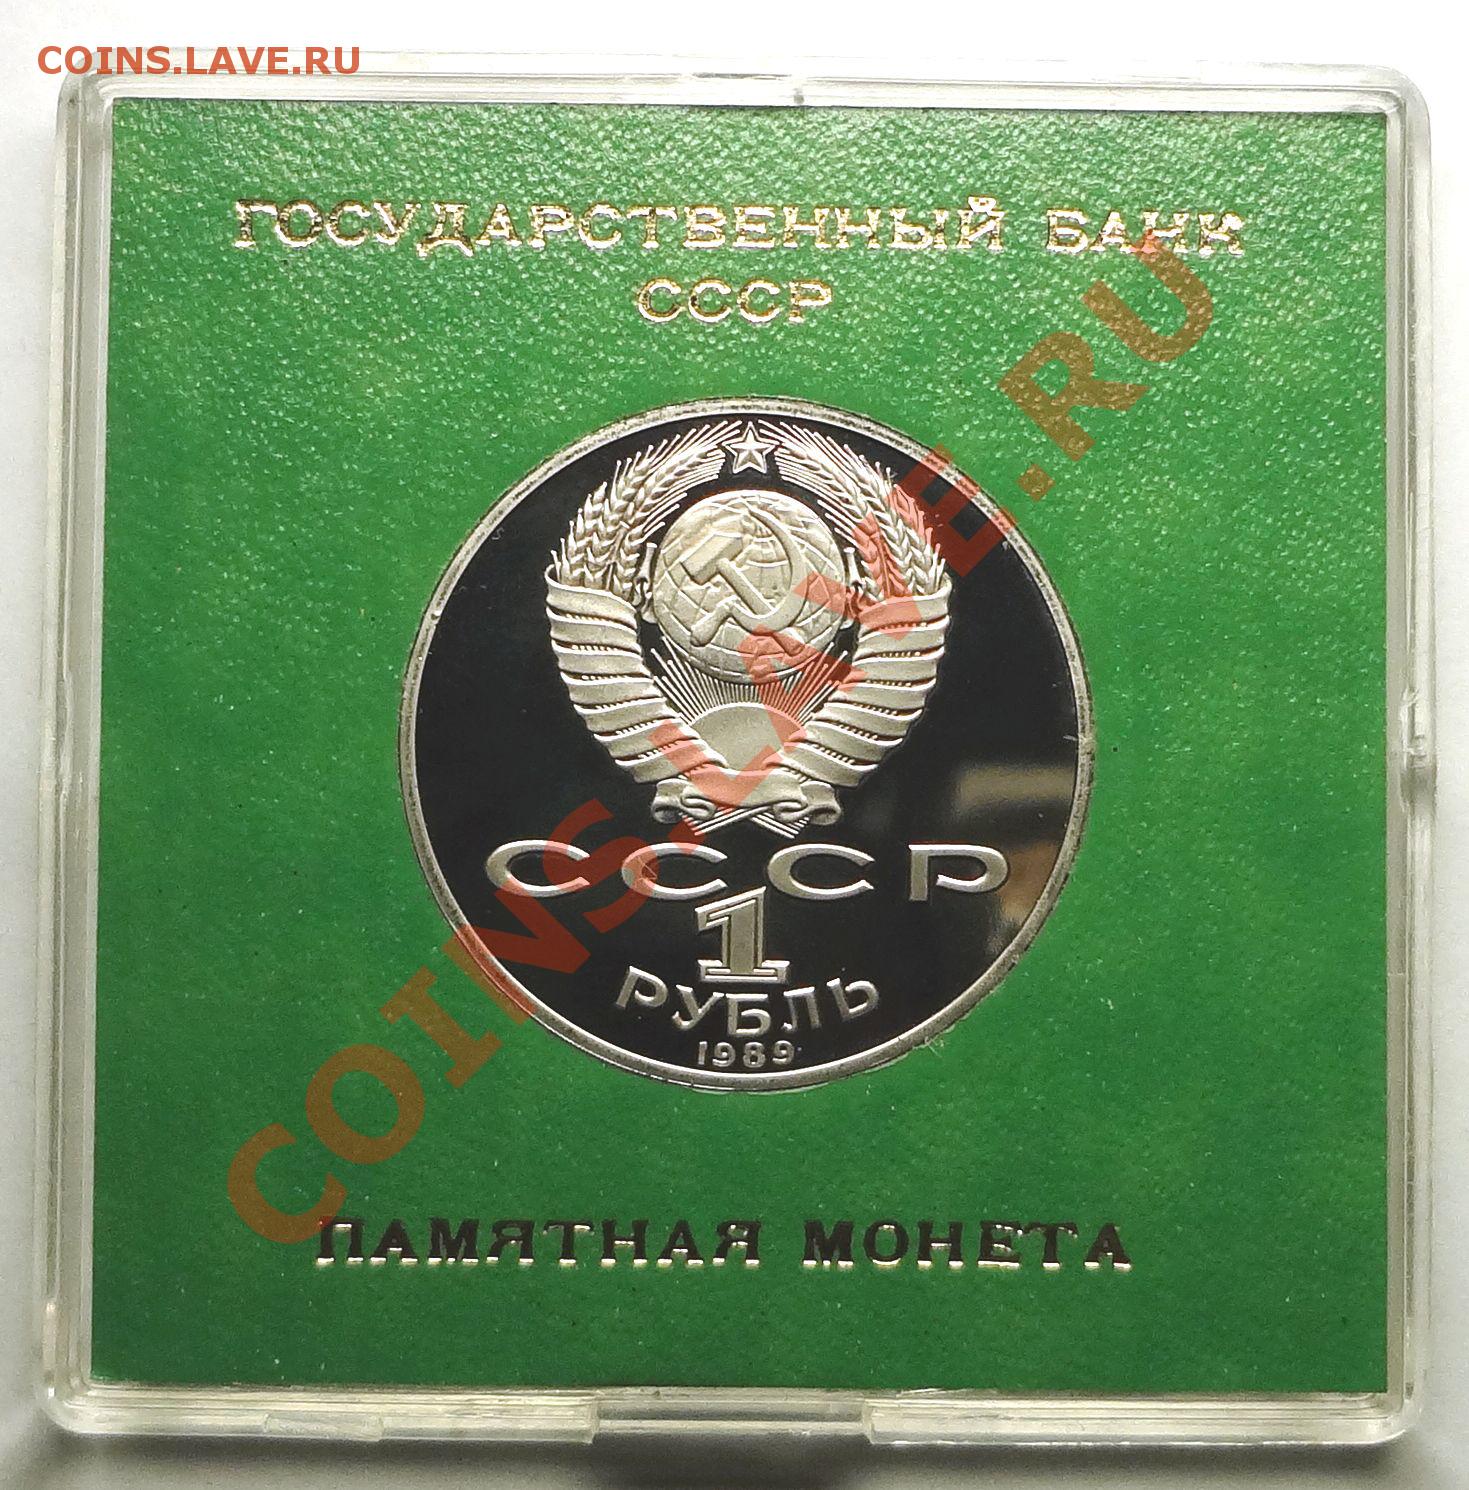 COINS.LAVE.RU
ГОСУДАРСТВЕННЫЙ БАНК
СССР
СССР
1
РУБЛЬ
1989
ПАМЯТНАЯ МОНЕТА
COINS.LAVE.RU